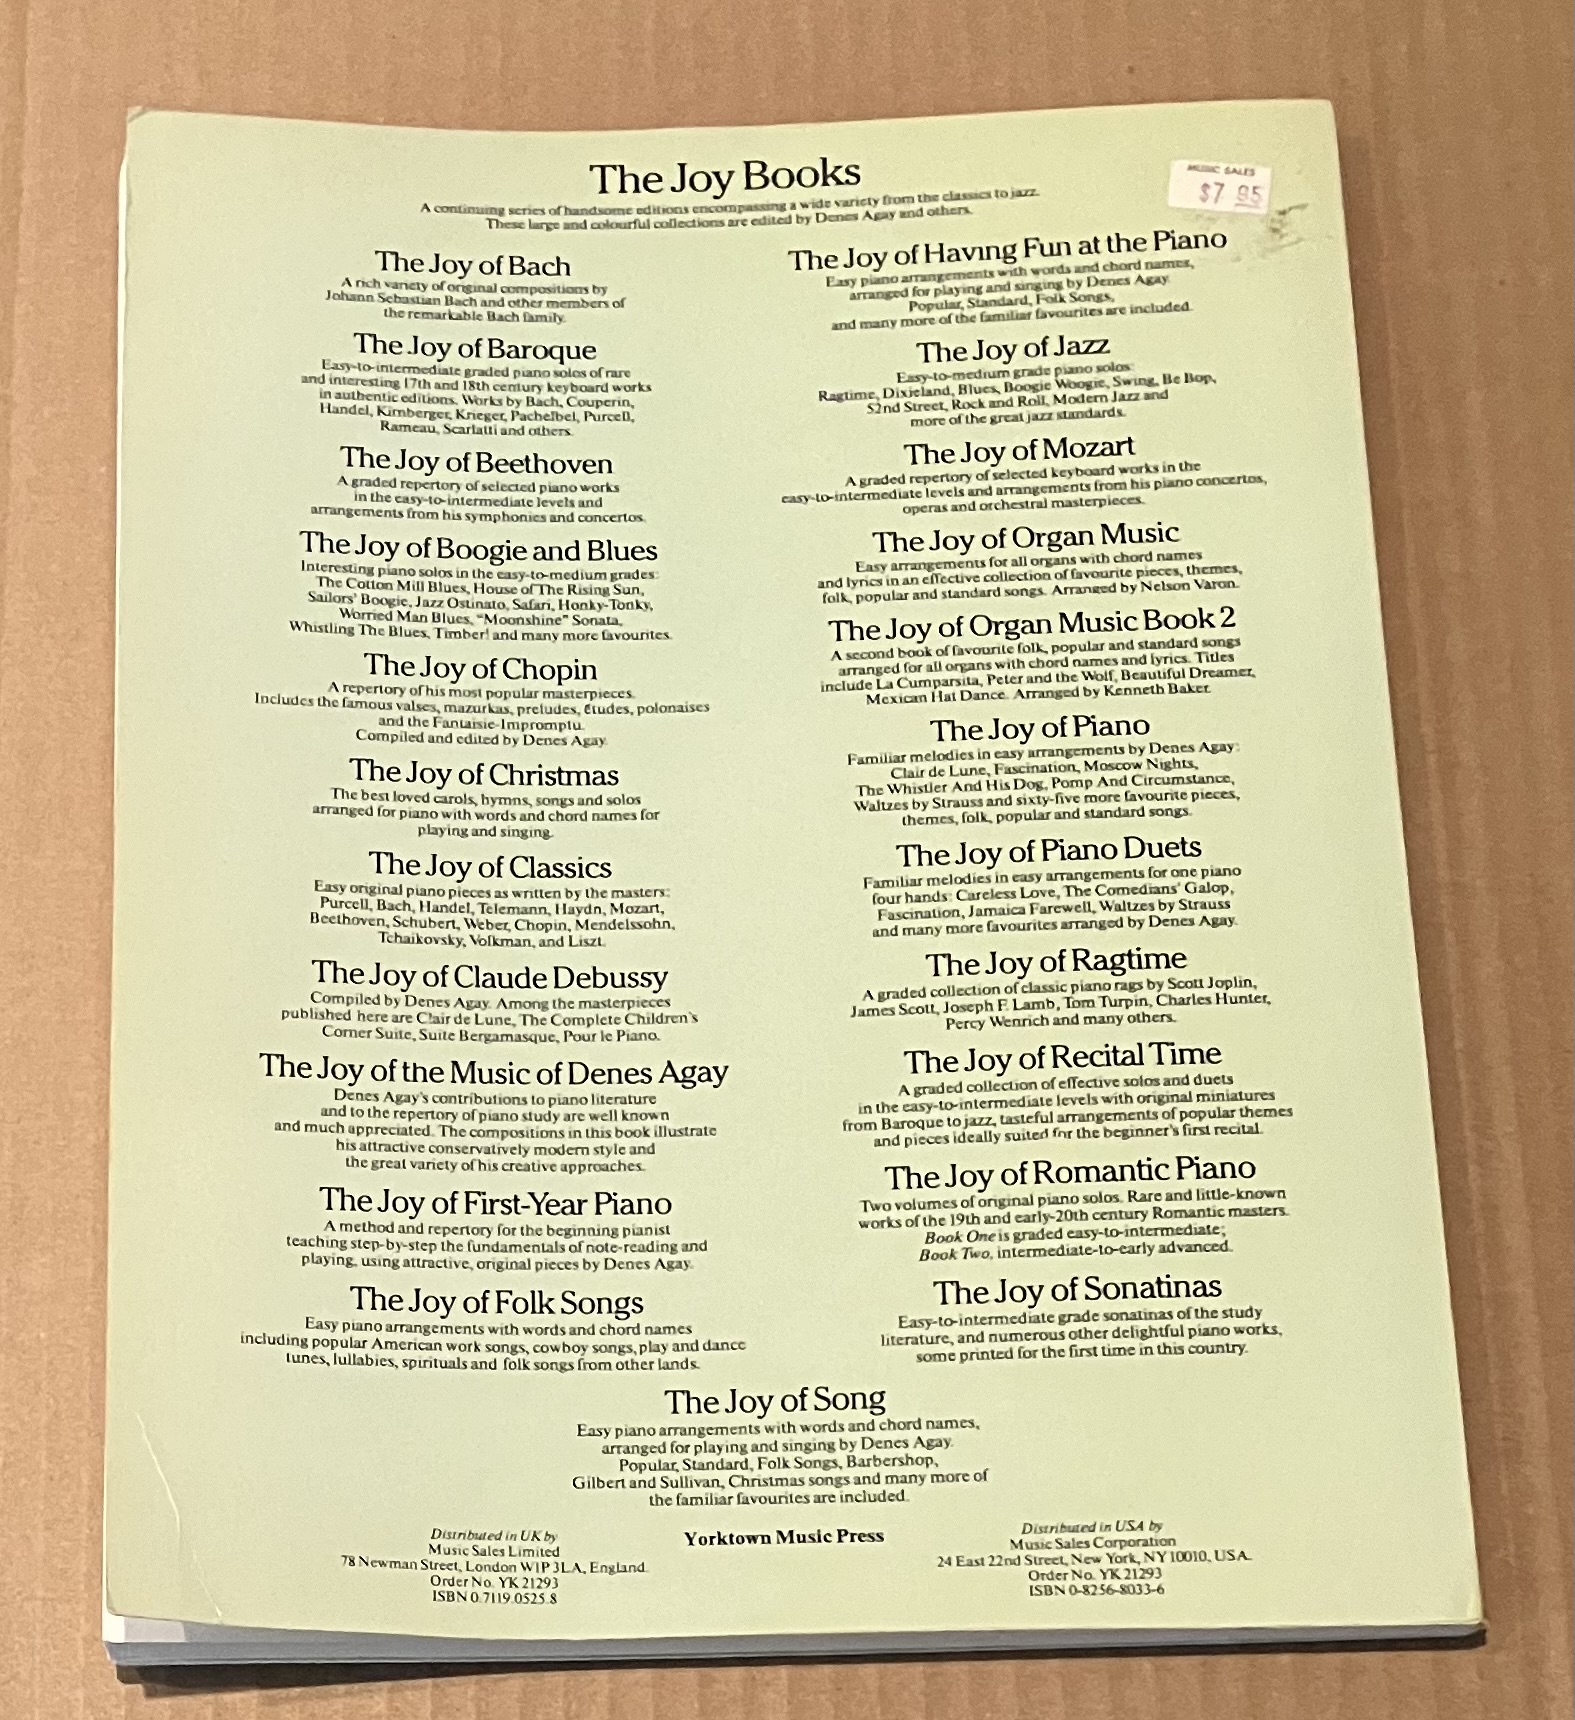 The Joy Books
A continuing series of handsome editions encompassing a wide variety from the classics to jazz.
These large and colourful collections are edited by Denes Agay and others.
MUSIC SALES
$7.95
The Joy of Bach
A rich variety of original compositions by
Johann Sebastian Bach and other members of
the remarkable Bach family.
The Joy of Baroque
Easy-to-intermediate graded piano solos of rare
and interesting 17th and 18th century keyboard works
in authentic editions. Works by Bach, Couperin,
Handel, Kirnberger, Krieger, Pachelbel, Purcell,
Rameau, Scarlatti and others.
The Joy of Beethoven
A graded repertory of selected piano works
in the easy-to-intermediate levels and
arrangements from his symphonies and concertos.
The Joy of Boogie and Blues
Interesting piano solos in the easy-to-medium grades:
The Cotton Mill Blues, House of The Rising Sun,
Sailors' Boogie, Jazz Ostinato, Safari, Honky-Tonky,
Worried Man Blues, "Moonshine" Sonata,
Whistling The Blues, Timber! and many more favourites.
The Joy of Chopin
A repertory of his most popular masterpieces.
Includes the famous valses, mazurkas, preludes, études, polonaises
and the Fantaisie-Impromptu.
Compiled and edited by Denes Agay.
The Joy of Christmas
The best loved carols, hymns, songs and solos
arranged for piano with words and chord names for
playing and singing.
The Joy of Classics
Easy original piano pieces as written by the masters:
Purcell, Bach, Handel, Telemann, Haydn, Mozart,
Beethoven, Schubert, Weber, Chopin, Mendelssohn,
Tchaikovsky, Volkman, and Liszt.
The Joy of Claude Debussy
Compiled by Denes Agay. Among the masterpieces
published here are Clair de Lune, The Complete Children's
Corner Suite, Suite Bergamasque, Pour le Piano.
The Joy of the Music of Denes Agay
Denes Agay's contributions to piano literature
and to the repertory of piano study are well known
and much appreciated. The compositions in this book illustrate
his attractive conservatively modern style and
the great variety of his creative approaches.
The Joy of First-Year Piano
A method and repertory for the beginning pianist
teaching step-by-step the fundamentals of note-reading and
playing, using attractive, original pieces by Denes Agay.
The Joy of Folk Songs
Easy piano arrangements with words and chord names
including popular American work songs, cowboy songs, play and dance
tunes, lullabies, spirituals and folk songs from other lands.
The Joy of Having Fun at the Piano
Easy piano arrangements with words and chord names,
arranged for playing and singing by Denes Agay.
Popular, Standard, Folk Songs,
and many more of the familiar favourites are included.
The Joy of Jazz
Easy-to-medium grade piano solos:
Ragtime, Dixieland, Blues, Boogie Woogie, Swing, Be Bop,
52nd Street, Rock and Roll, Modern Jazz and
more of the great jazz standards.
The Joy of Mozart
A graded repertory of selected keyboard works in the
easy-to-intermediate levels and arrangements from his piano concertos,
operas and orchestral masterpieces.
The Joy of Organ Music
Easy arrangements for all organs with chord names
and lyrics in an effective collection of favourite pieces, themes,
folk, popular and standard songs. Arranged by Nelson Varon.
The Joy of Organ Music Book 2
A second book of favourite folk, popular and standard songs
arranged for all organs with chord names and lyrics. Titles
include La Cumparsita, Peter and the Wolf, Beautiful Dreamer,
Mexican Hat Dance. Arranged by Kenneth Baker.
The Joy of Piano
Familiar melodies in easy arrangements by Denes Agay:
Clair de Lune, Fascination, Moscow Nights,
The Whistler And His Dog, Pomp And Circumstance,
Waltzes by Strauss and sixty-five more favourite pieces,
themes, folk, popular and standard songs.
The Joy of Piano Duets
Familiar melodies in easy arrangements for one piano
four hands: Careless Love, The Comedians' Galop,
Fascination, Jamaica Farewell, Waltzes by Strauss
and many more favourites arranged by Denes Agay.
The Joy of Ragtime
A graded collection of classic piano rags by Scott Joplin,
James Scott, Joseph F. Lamb, Tom Turpin, Charles Hunter,
Percy Wenrich and many others.
The Joy of Recital Time
A graded collection of effective solos and duets
in the easy-to-intermediate levels with original miniatures
from Baroque to jazz, tasteful arrangements of popular themes
and pieces ideally suited for the beginner's first recital.
The Joy of Romantic Piano
Two volumes of original piano solos. Rare and little-known
works of the 19th and early-20th century Romantic masters.
Book One is graded easy-to-intermediate;
Book Two, intermediate-to-early advanced.
The Joy of Sonatinas
Easy-to-intermediate grade sonatinas of the study
literature, and numerous other delightful piano works,
some printed for the first time in this country.
The Joy of Song
Easy piano arrangements with words and chord names,
arranged for playing and singing by Denes Agay.
Popular, Standard, Folk Songs, Barbershop,
Gilbert and Sullivan, Christmas songs and many more of
the familiar favourites are included.
Distributed in UK by
Music Sales Limited
78 Newman Street, London W1P 3LA, England.
Order No. YK 21293
ISBN 0.7119.0525.8
Yorktown Music Press
Distributed in USA by
Music Sales Corporation
24 East 22nd Street, New York, NY 10010, USA.
Order No. YK 21293
ISBN 0-8256-8033-6